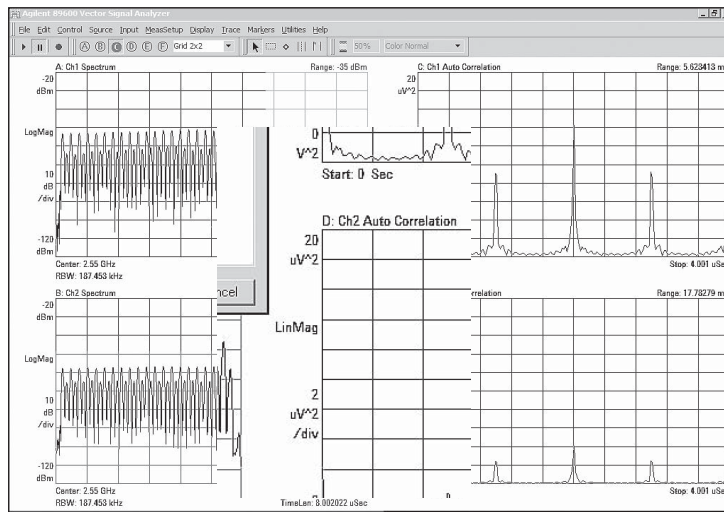 Agilent 89600 Vector Signal Analyzer
File Edit Control Source Input MeasSetup Display Trace Markers Utilities Help
A B C D E F Grid 2x2 50% Color Normal
A: Ch1 Spectrum Range: -35 dBm
-20
dBm
LogMag
10
dB
/div
-120
dBm
Center: 2.55 GHz
RBW: 187.453 kHz
B: Ch2 Spectrum
-20
dBm
LogMag
10
dB
/div
-120
dBm
Center: 2.55 GHz
RBW: 187.453 kHz
TimeLen: 8.002022 uSec
ncel
0
V^2
Start: 0 Sec
D: Ch2 Auto Correlation
20
uV^2
LinMag
2
uV^2
/div
C: Ch1 Auto Correlation Range: 5.623413 m
20
uV^2
Stop: 4.001 uSe
rrelation Range: 17.78279 m
Stop: 4.001 uSe